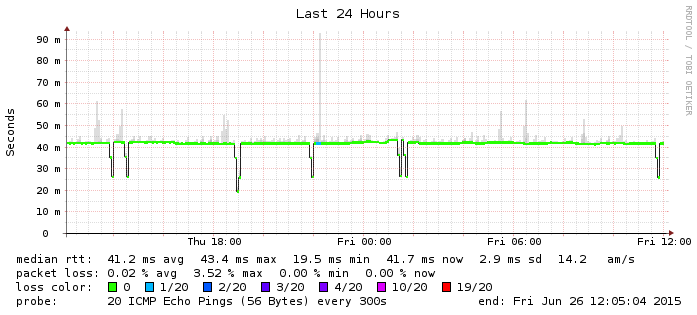 Last 24 Hours
RRDTOOL / TOBI OETIKER
Seconds
90 m
80 m
70 m
60 m
50 m
40 m
30 m
20 m
10 m
0
Thu 18:00 Fri 00:00 Fri 06:00 Fri 12:00
median rtt: 41.2 ms avg 43.4 ms max 19.5 ms min 41.7 ms now 2.9 ms sd 14.2 am/s
packet loss: 0.02 % avg 3.52 % max 0.00 % min 0.00 % now
loss color: 0 1/20 2/20 3/20 4/20 10/20 19/20
probe: 20 ICMP Echo Pings (56 Bytes) every 300s end: Fri Jun 26 12:05:04 2015